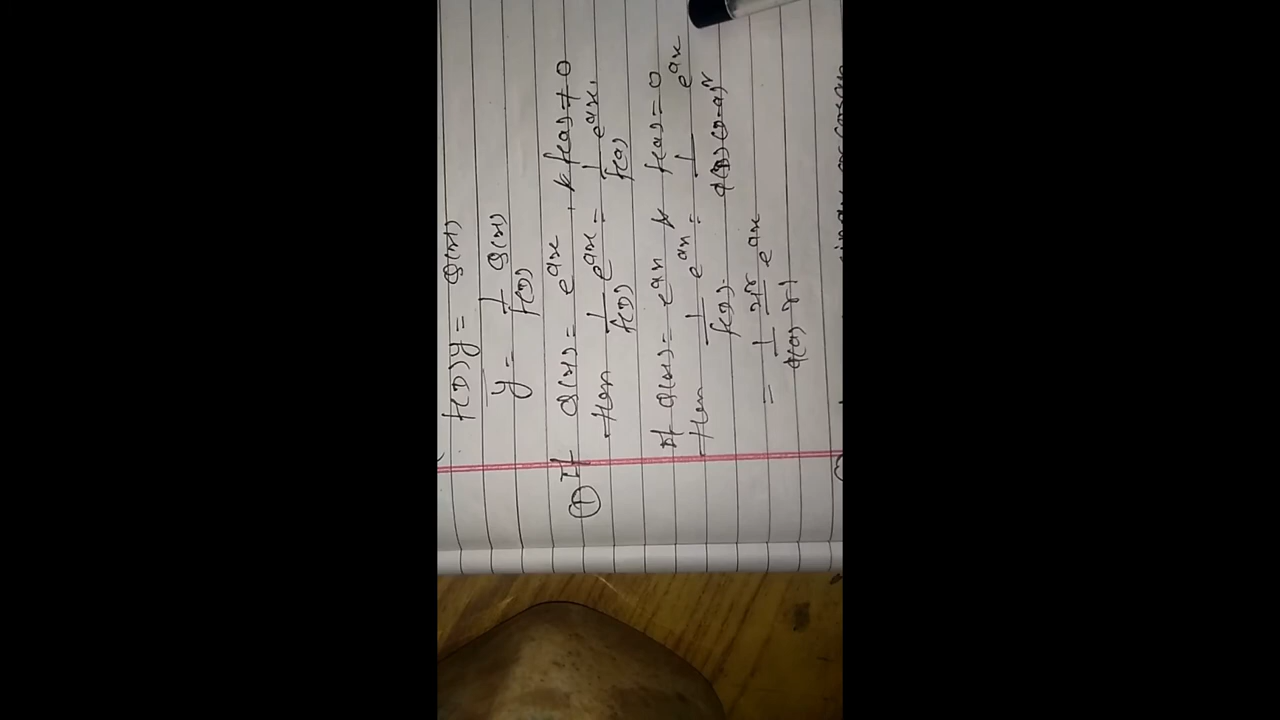 f(D)y = Q(x)
y = 1/f(D) Q(x)
① If Q(x) = e^ax, & f(a) ≠ 0
then 1/f(D) e^ax = 1/f(a) e^ax.
If Q(x) = e^ax & f(a) = 0
then 1/f(D) e^ax = 1/ϕ(D)(D-a)^r e^ax
= 1/ϕ(a) x^r/r! e^ax